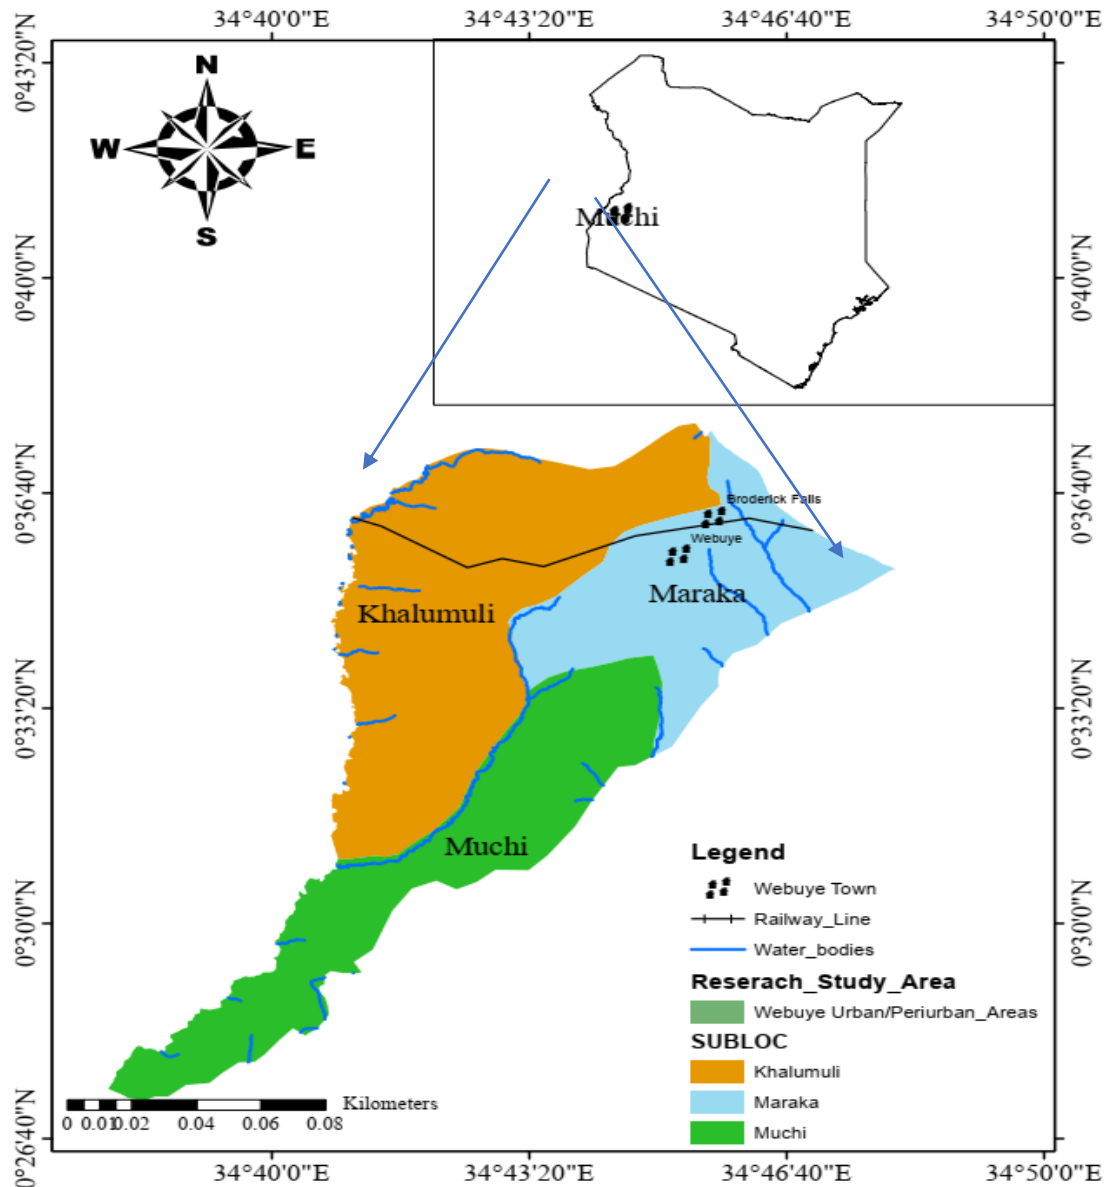 34°40'0"E 34°43'20"E 34°46'40"E 34°50'0"E
0°43'20"N
0°40'0"N
0°36'40"N
0°33'20"N
0°30'0"N
0°26'40"N
N
W E
S
Muchi
0°40'0"N
0°36'40"N
0°33'20"N
0°30'0"N
Broderick Falls
Webuye
Maraka
Khalumuli
Muchi
Legend
Webuye Town
Railway_Line
Water_bodies
Reserach_Study_Area
Webuye Urban/Periurban_Areas
SUBLOC
Khalumuli
Maraka
Muchi
Kilometers
0 0.01 0.02 0.04 0.06 0.08
34°40'0"E 34°43'20"E 34°46'40"E 34°50'0"E